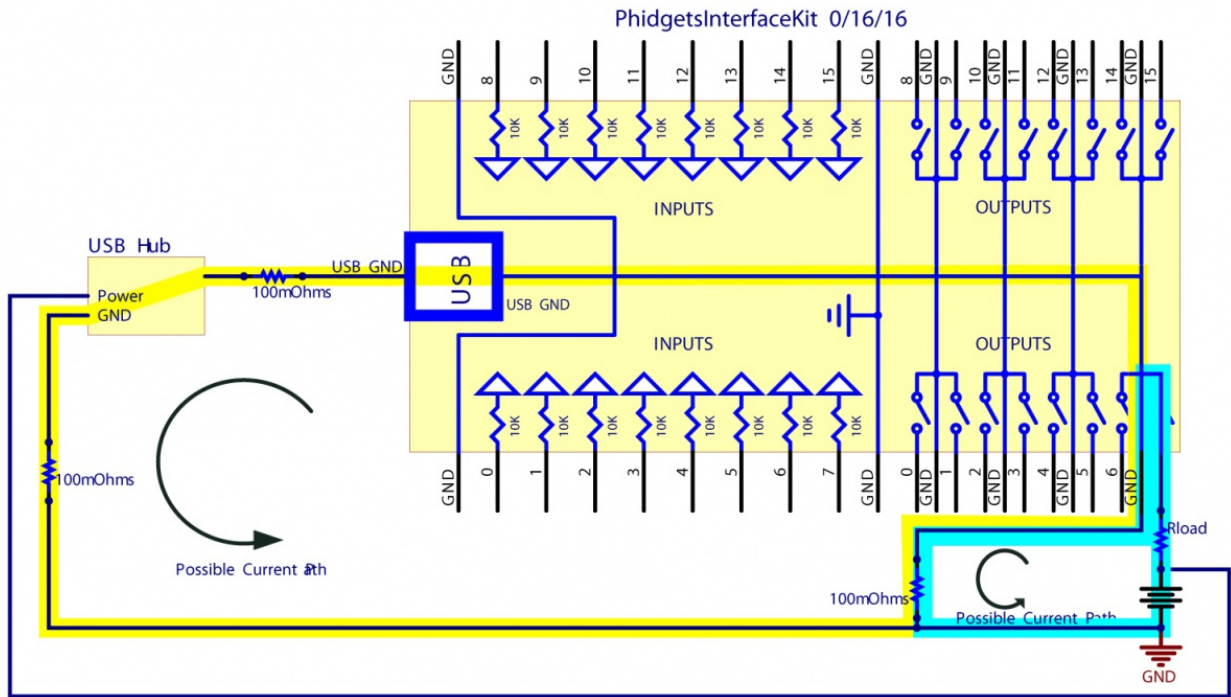 PhidgetsInterfaceKit 0/16/16
GND 8 9 10 11 12 13 14 15 GND 8 GND 9 10 GND 11 12 GND 13 14 GND 15
10K 10K 10K 10K 10K 10K 10K 10K
INPUTS OUTPUTS
USB Hub
USB GND
USB
100mOhms
Power
USB GND
GND
INPUTS OUTPUTS
10K 10K 10K 10K 10K 10K 10K 10K
GND 0 1 2 3 4 5 6 7 GND 0 GND 1 2 GND 3 4 GND 5 6 GND
100mOhms
Rload
Possible Current
100mOhms
Possible Current Path
GND